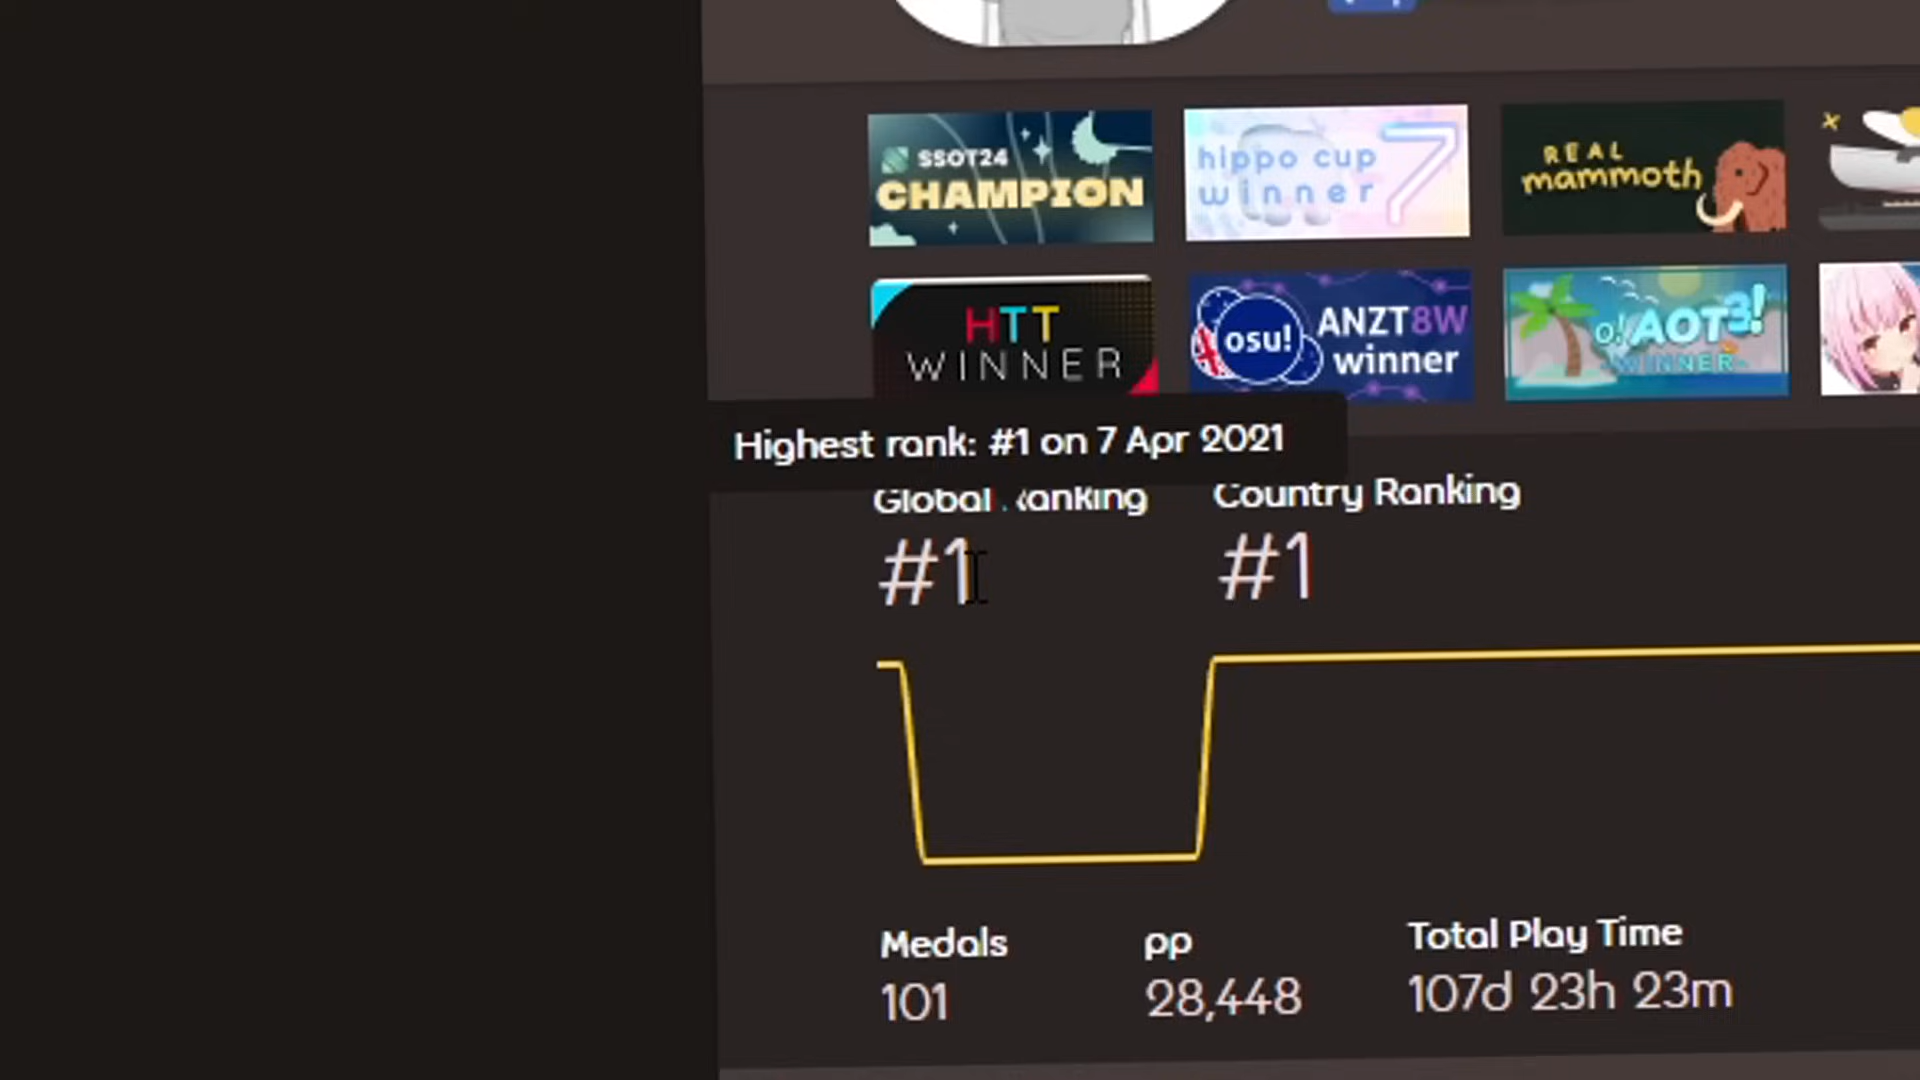 SSOT24
CHAMPION
hippo cup
winner 7
REAL
mammoth
HTT
WINNER
osu!
ANZT8W
winner
o!AOT3!
WINNER
Highest rank: #1 on 7 Apr 2021
Global Ranking
#1
Country Ranking
#1
Medals
101
pp
28,448
Total Play Time
107d 23h 23m